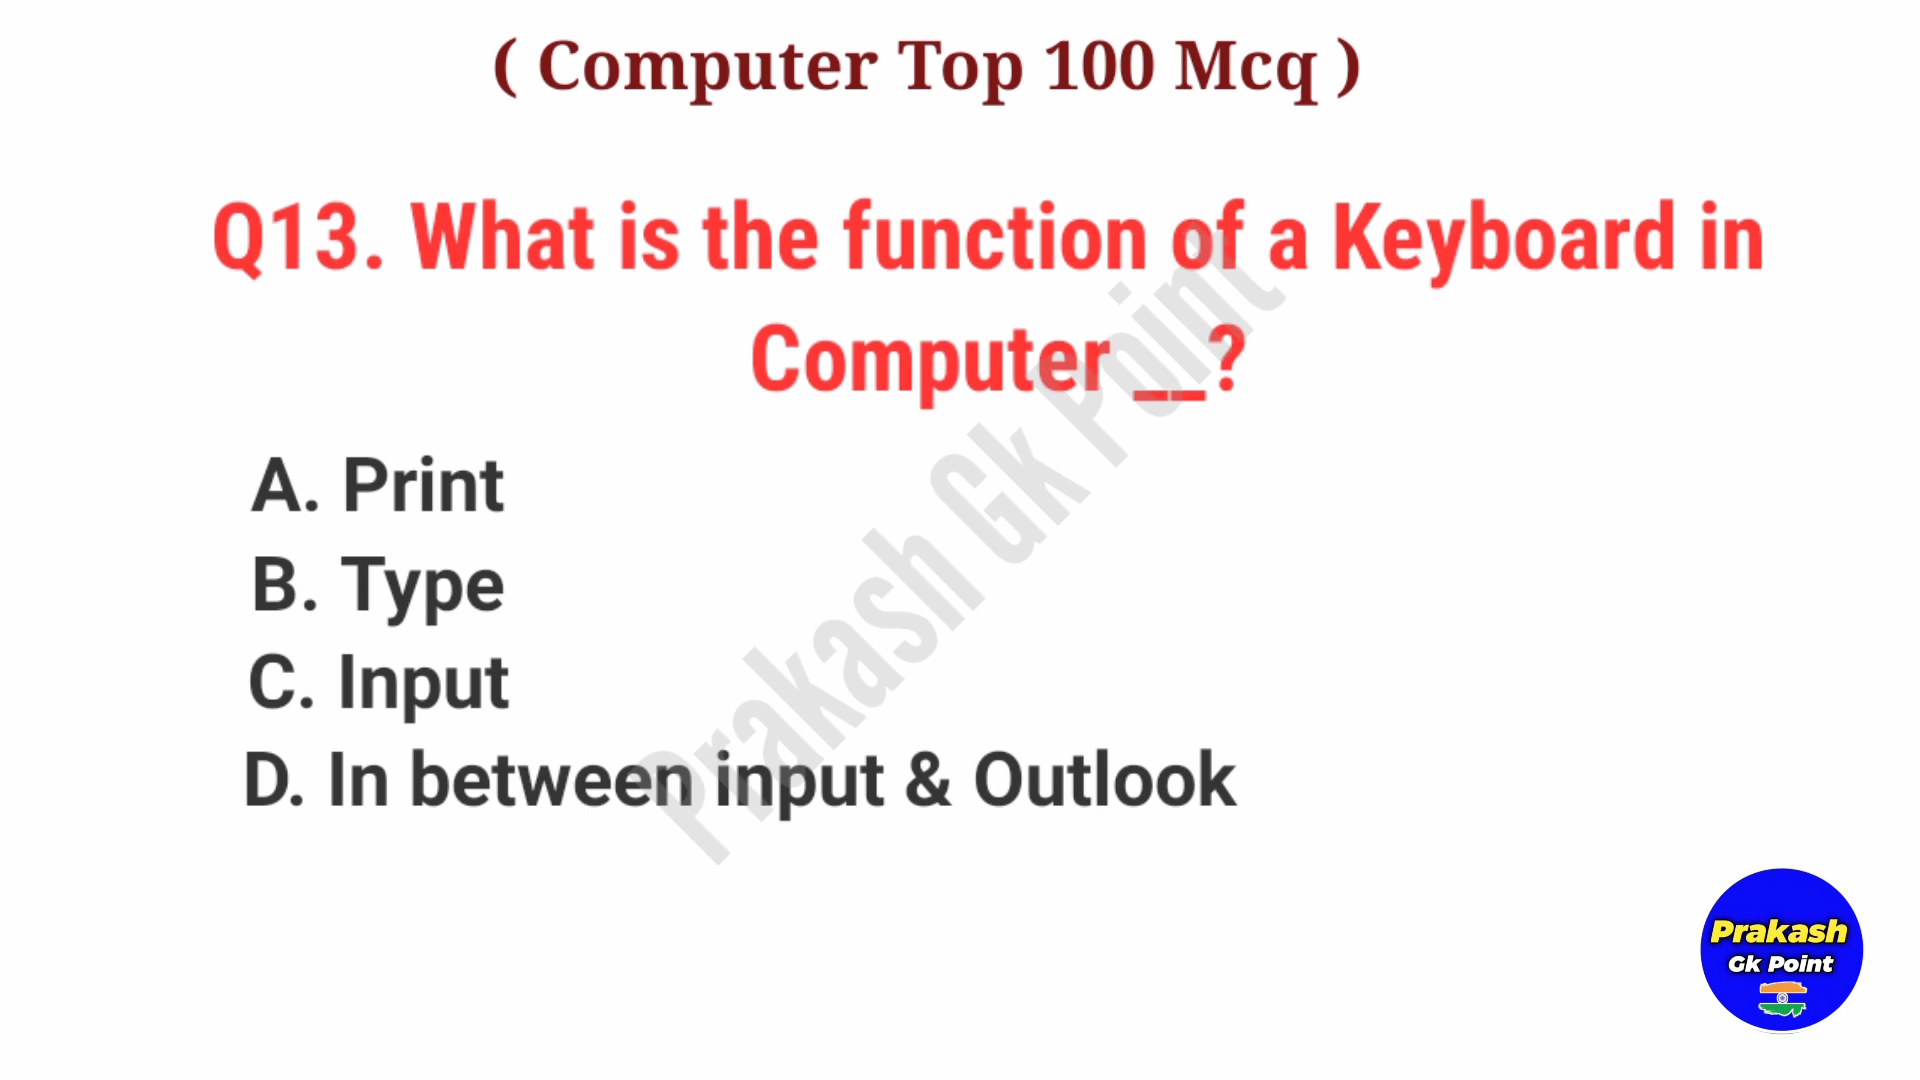 ( Computer Top 100 Mcq )
Q13. What is the function of a Keyboard in
Computer __?
A. Print
B. Type
C. Input
D. In between input & Outlook
Prakash Gk Point
Prakash
Gk Point